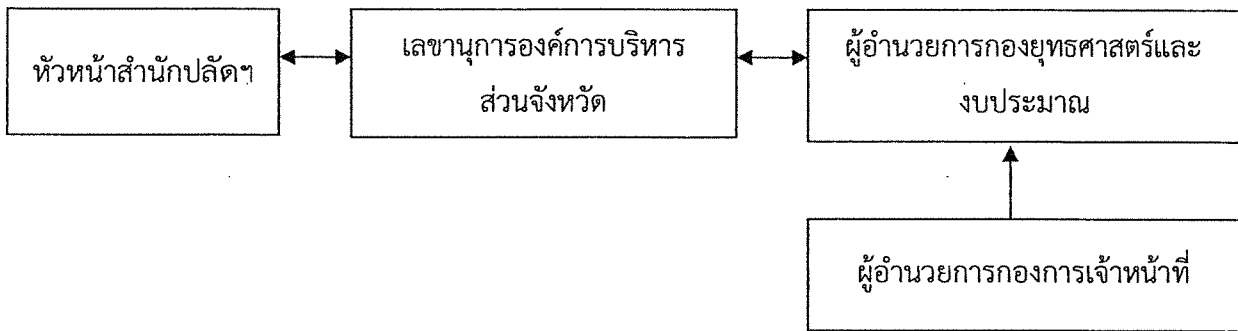 หัวหน้าสำนักปลัดฯ
เลขานุการองค์การบริหาร
ส่วนจังหวัด
ผู้อำนวยการกองยุทธศาสตร์และ
งบประมาณ
ผู้อำนวยการกองการเจ้าหน้าที่